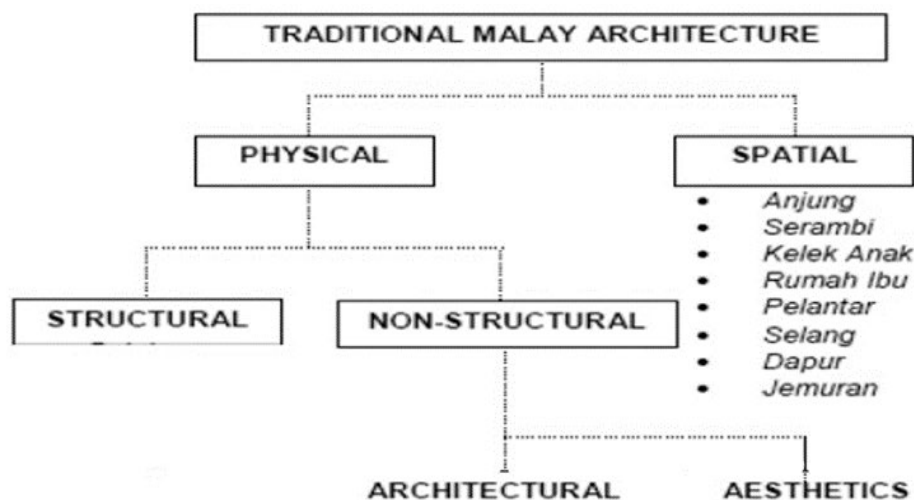 TRADITIONAL MALAY ARCHITECTURE
PHYSICAL
SPATIAL
• Anjung
• Serambi
• Kelek Anak
• Rumah Ibu
• Pelantar
• Selang
• Dapur
• Jemuran
STRUCTURAL
NON-STRUCTURAL
ARCHITECTURAL
AESTHETICS